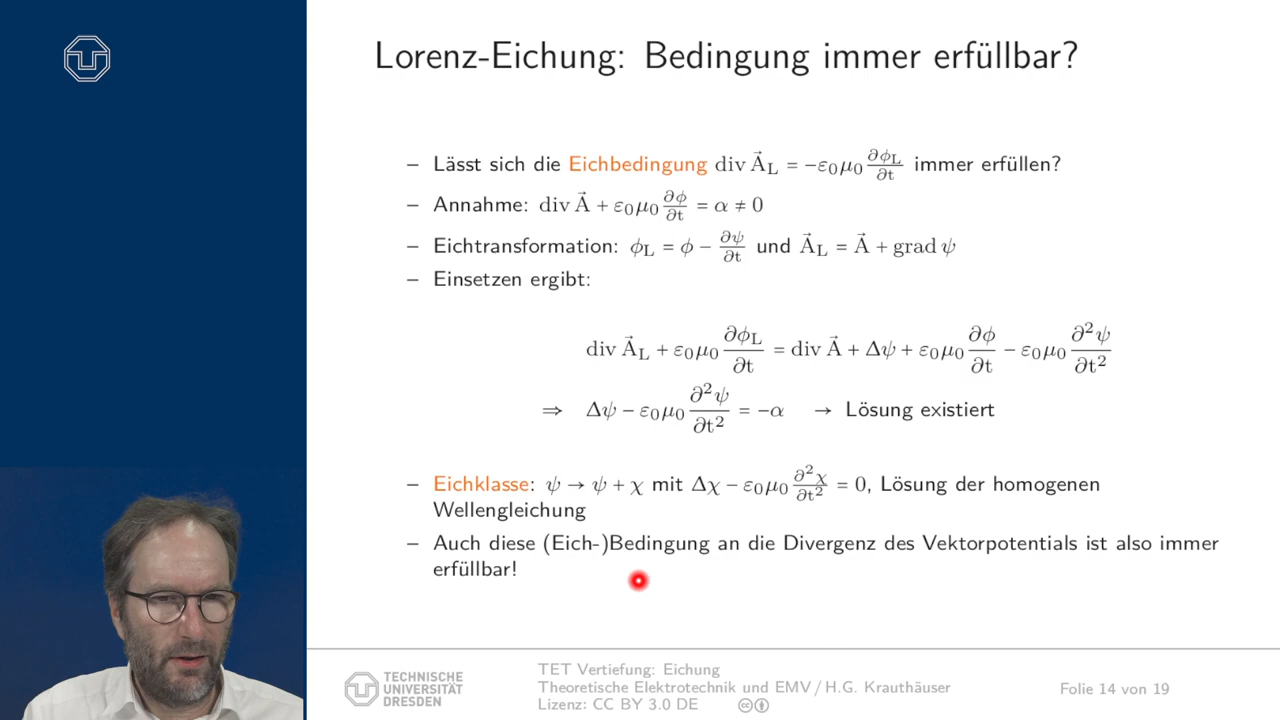 Lorenz-Eichung: Bedingung immer erfüllbar?
– Lässt sich die Eichbedingung div A⃗_L = −ε₀μ₀ ∂ϕ_L/∂t immer erfüllen?
– Annahme: div A⃗ + ε₀μ₀ ∂ϕ/∂t = α ≠ 0
– Eichtransformation: ϕ_L = ϕ − ∂ψ/∂t und A⃗_L = A⃗ + grad ψ
– Einsetzen ergibt:
div A⃗_L + ε₀μ₀ ∂ϕ_L/∂t = div A⃗ + Δψ + ε₀μ₀ ∂ϕ/∂t − ε₀μ₀ ∂²ψ/∂t²
⇒ Δψ − ε₀μ₀ ∂²ψ/∂t² = −α → Lösung existiert
– Eichklasse: ψ → ψ + χ mit Δχ − ε₀μ₀ ∂²χ/∂t² = 0, Lösung der homogenen
Wellengleichung
– Auch diese (Eich-)Bedingung an die Divergenz des Vektorpotentials ist also immer
erfüllbar!
TECHNISCHE
UNIVERSITÄT
DRESDEN
TET Vertiefung: Eichung
Theoretische Elektrotechnik und EMV / H.G. Krauthäuser
Lizenz: CC BY 3.0 DE
Folie 14 von 19